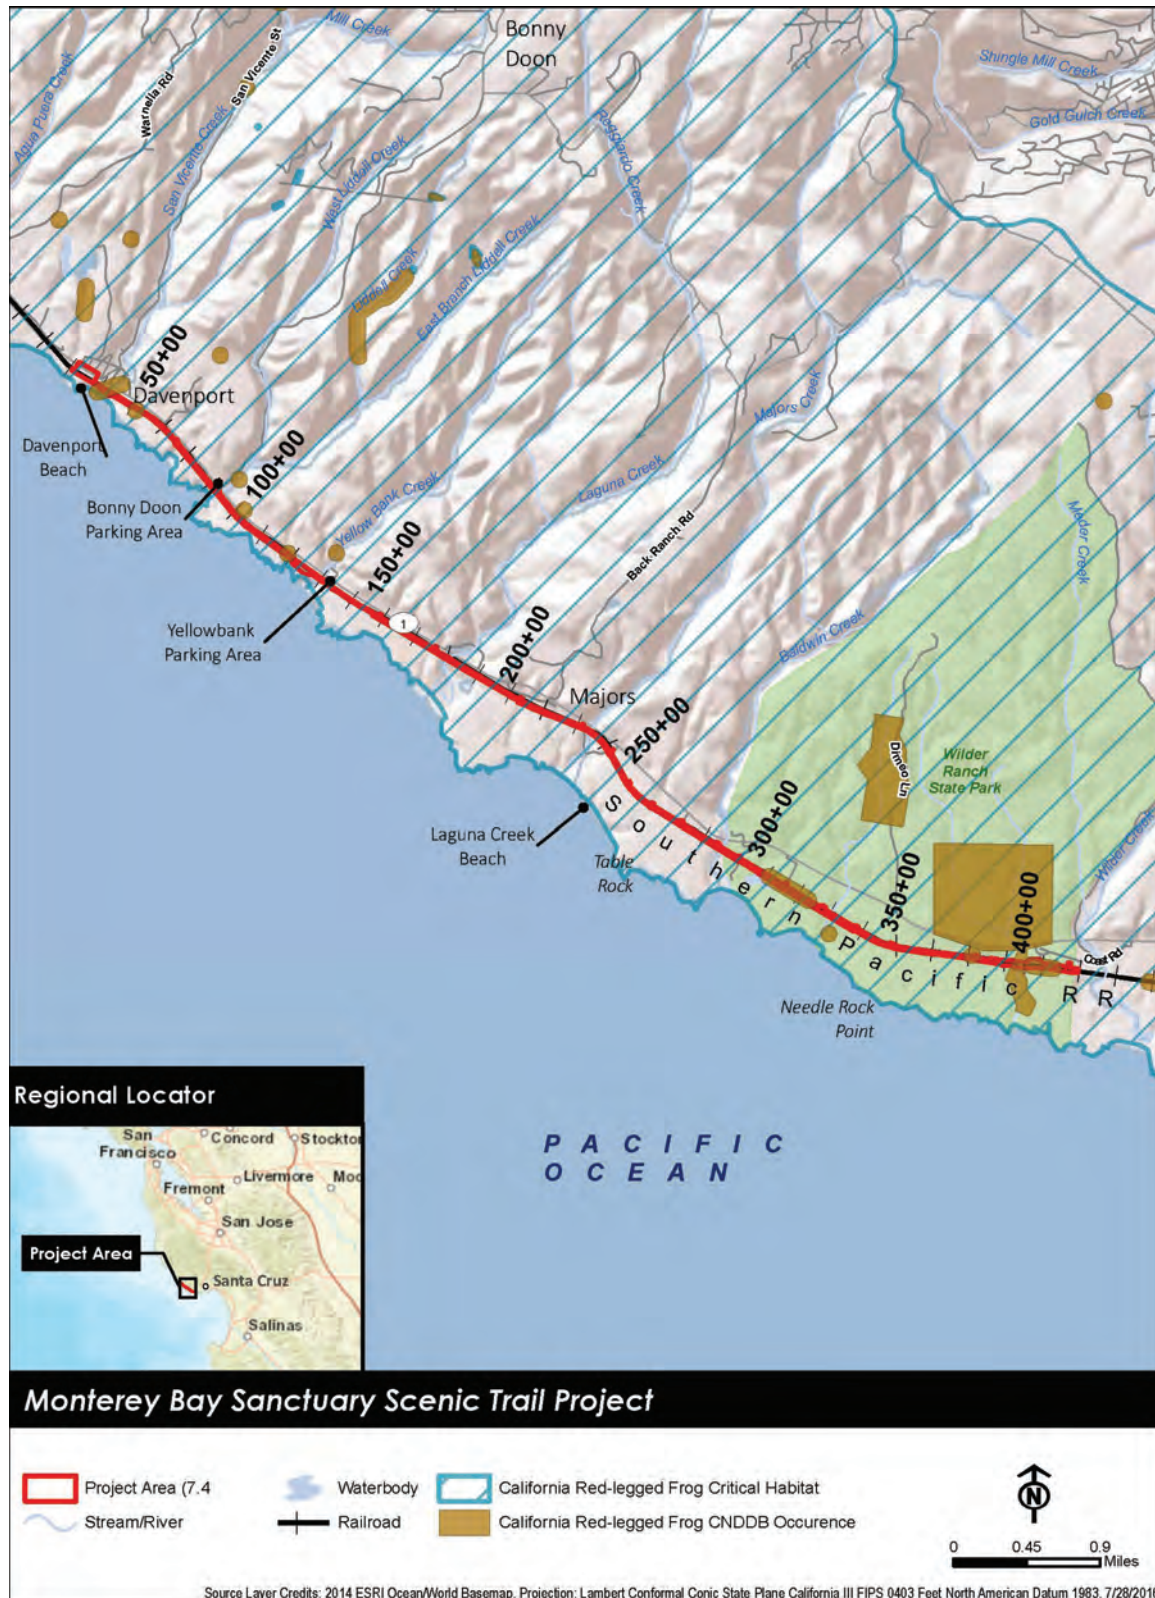 Bonny
Doon
Mill Creek
Shingle Mill Creek
Gold Gulch Creek
Agua Puera Creek
Warnella Rd
San Vicente St
San Vicente Creek
West Liddell Creek
Reggiardo Creek
Liddell Creek
East Branch Liddell Creek
50+00
Davenport
Davenport
Beach
100+00
Bonny Doon
Parking Area
Yellow Bank Creek
Laguna Creek
Majors Creek
Mader Creek
150+00
Back Ranch Rd
Yellowbank
Parking Area
1
200+00
Baldwin Creek
Majors
250+00
Dimeo Ln
Wilder
Ranch
State Park
Laguna Creek
Beach
Table
Rock
300+00
350+00
400+00
Wilder Creek
Coast Rd
Southern Pacific RR
Needle Rock
Point
PACIFIC
OCEAN
Regional Locator
San
Francisco
Concord
Stockton
Livermore
Moc
Fremont
San Jose
Project Area
Santa Cruz
Salinas
Monterey Bay Sanctuary Scenic Trail Project
Project Area (7.4
Waterbody
California Red-legged Frog Critical Habitat
Stream/River
Railroad
California Red-legged Frog CNDDB Occurence
N
0 0.45 0.9
Miles
Source Layer Credits: 2014 ESRI Ocean/World Basemap. Projection: Lambert Conformal Conic State Plane California III FIPS 0403 Feet North American Datum 1983. 7/28/2016